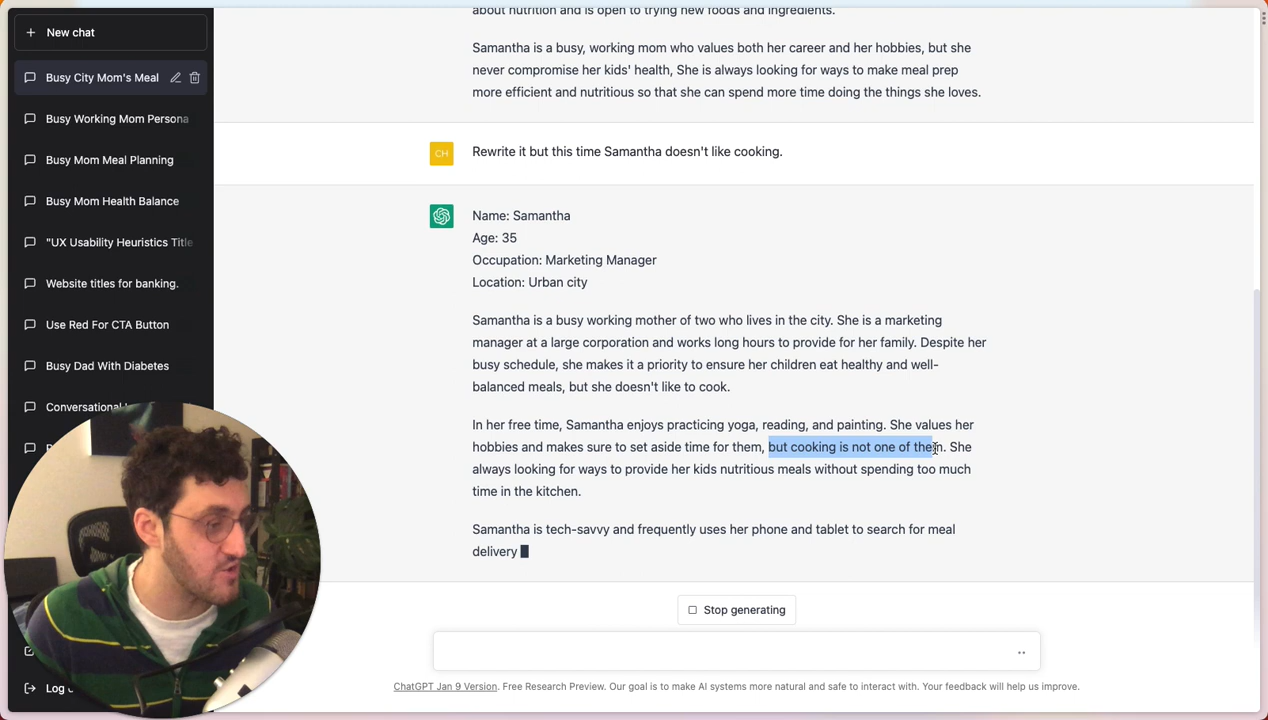 New chat
Busy City Mom's Meal
Busy Working Mom Persona
Busy Mom Meal Planning
Busy Mom Health Balance
"UX Usability Heuristics Title
Website titles for banking.
Use Red For CTA Button
Busy Dad With Diabetes
Conversational
Log
about nutrition and is open to trying new foods and ingredients.
Samantha is a busy, working mom who values both her career and her hobbies, but she
never compromise her kids' health, She is always looking for ways to make meal prep
more efficient and nutritious so that she can spend more time doing the things she loves.
CH
Rewrite it but this time Samantha doesn't like cooking.
Name: Samantha
Age: 35
Occupation: Marketing Manager
Location: Urban city
Samantha is a busy working mother of two who lives in the city. She is a marketing
manager at a large corporation and works long hours to provide for her family. Despite her
busy schedule, she makes it a priority to ensure her children eat healthy and well-
balanced meals, but she doesn't like to cook.
In her free time, Samantha enjoys practicing yoga, reading, and painting. She values her
hobbies and makes sure to set aside time for them, but cooking is not one of them. She
always looking for ways to provide her kids nutritious meals without spending too much
time in the kitchen.
Samantha is tech-savvy and frequently uses her phone and tablet to search for meal
delivery
Stop generating
ChatGPT Jan 9 Version. Free Research Preview. Our goal is to make AI systems more natural and safe to interact with. Your feedback will help us improve.